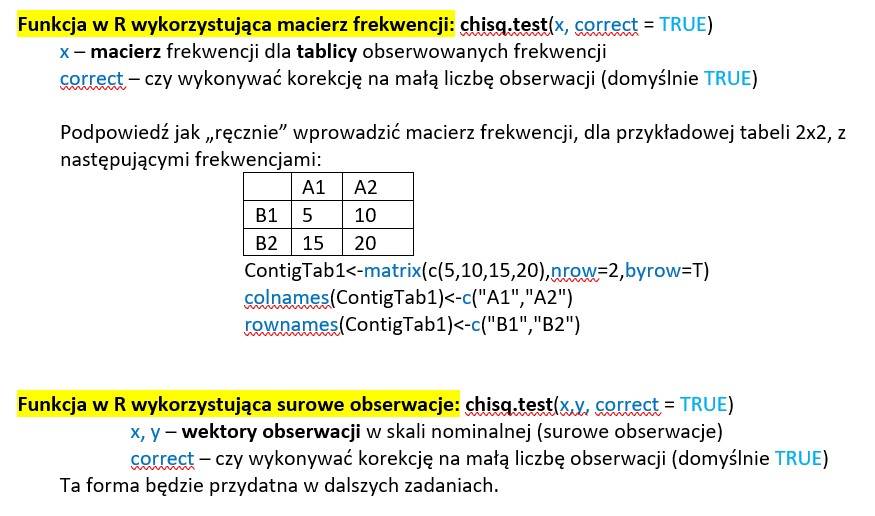 Funkcja w R wykorzystująca macierz frekwencji: chisq.test(x, correct = TRUE)
x – macierz frekwencji dla tablicy obserwowanych frekwencji
correct – czy wykonywać korekcję na małą liczbę obserwacji (domyślnie TRUE)
Podpowiedź jak „ręcznie” wprowadzić macierz frekwencji, dla przykładowej tabeli 2x2, z
następującymi frekwencjami:
A1 A2
B1 5 10
B2 15 20
ContigTab1<-matrix(c(5,10,15,20),nrow=2,byrow=T)
colnames(ContigTab1)<-c("A1","A2")
rownames(ContigTab1)<-c("B1","B2")
Funkcja w R wykorzystująca surowe obserwacje: chisq.test(x,y, correct = TRUE)
x, y – wektory obserwacji w skali nominalnej (surowe obserwacje)
correct – czy wykonywać korekcję na małą liczbę obserwacji (domyślnie TRUE)
Ta forma będzie przydatna w dalszych zadaniach.